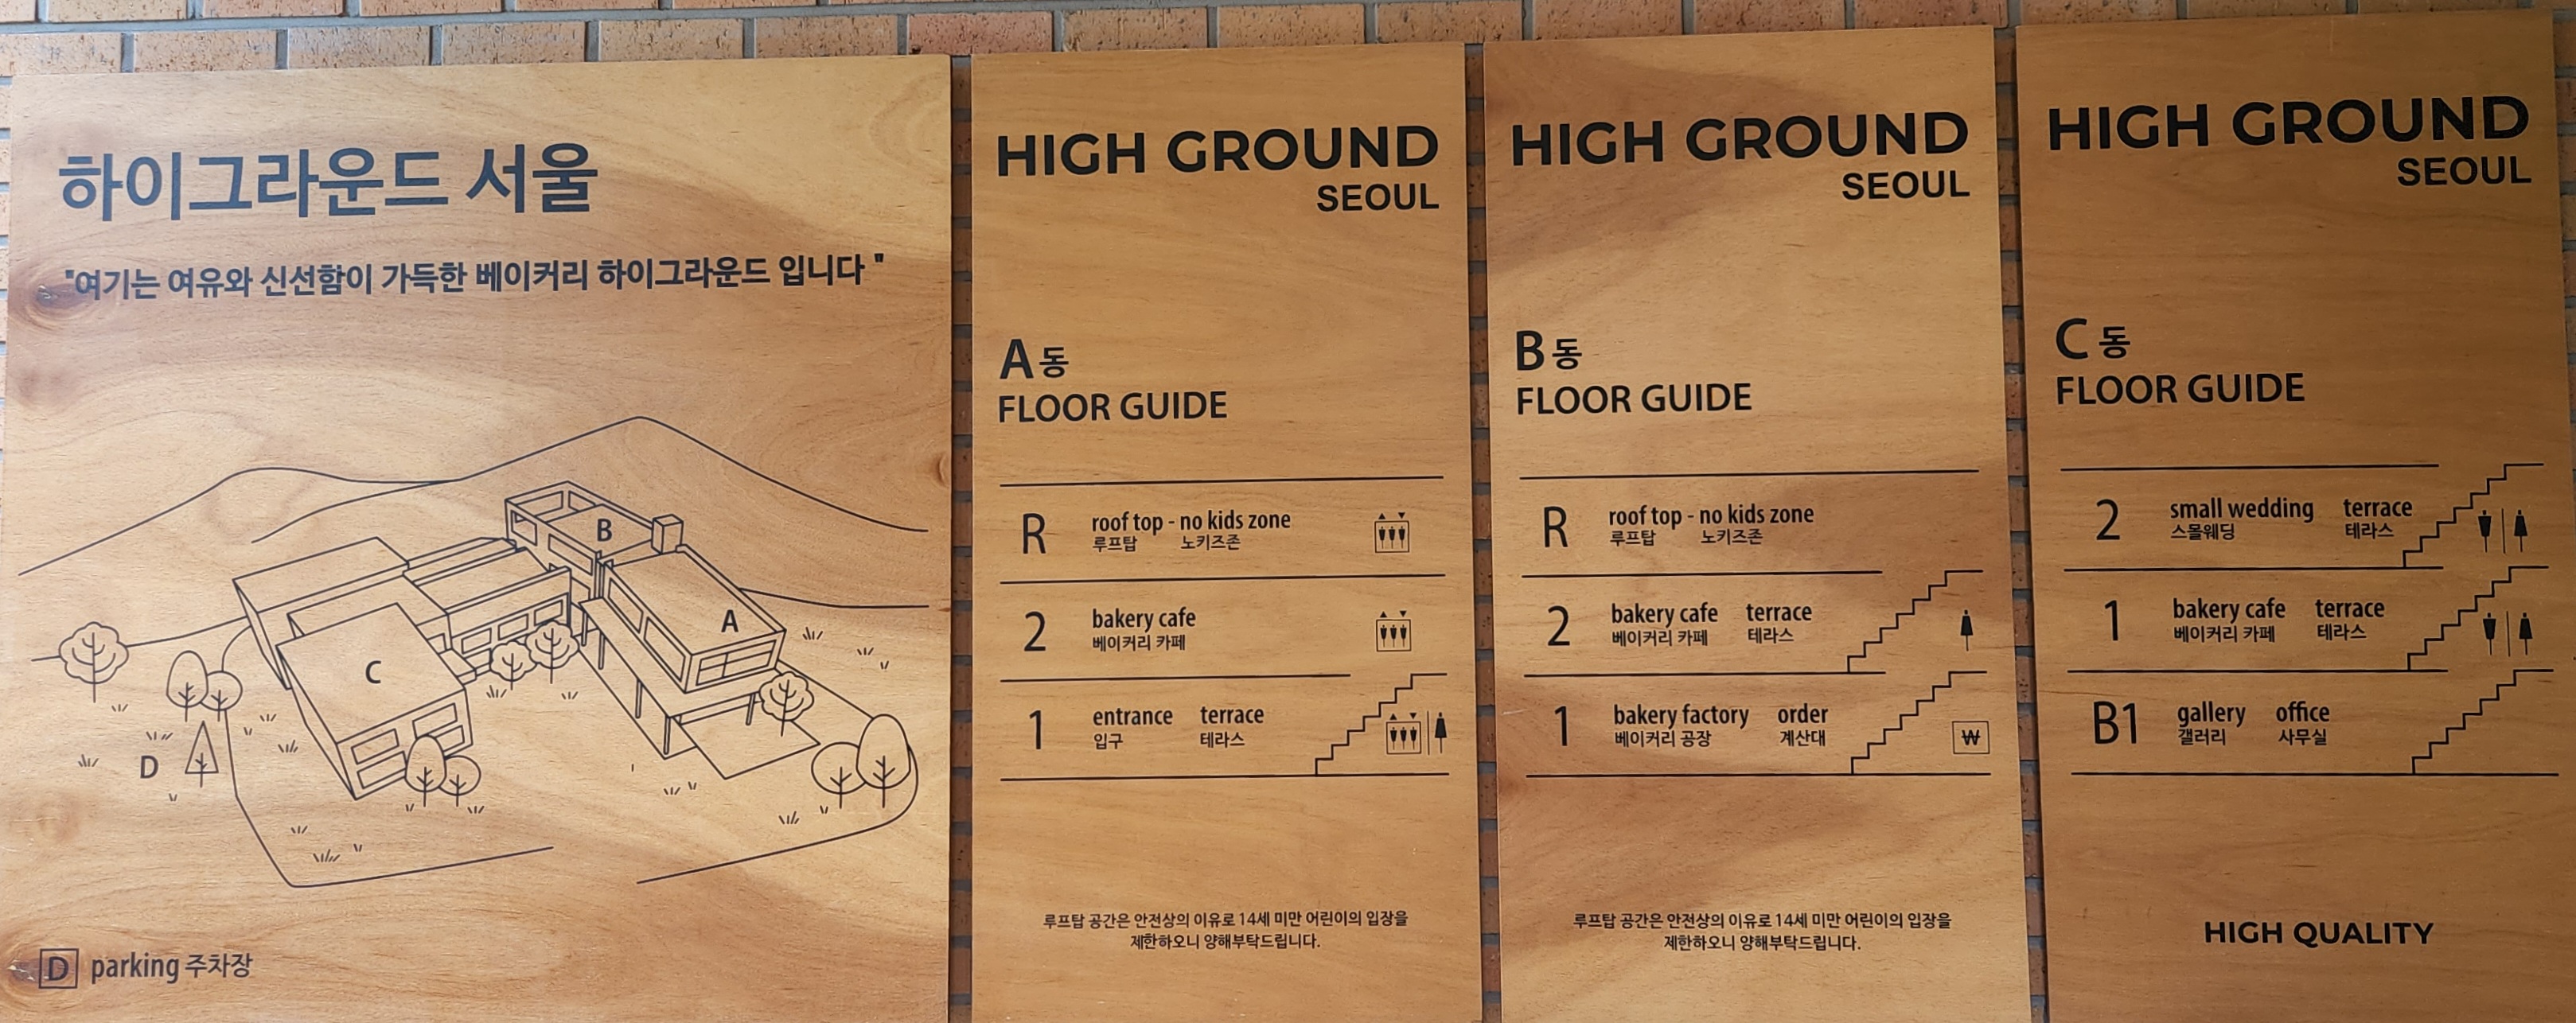 하이그라운드 서울
"여기는 여유와 신선함이 가득한 베이커리 하이그라운드 입니다 "
B
A
C
D
D parking 주차장
HIGH GROUND
SEOUL
A 동
FLOOR GUIDE
R roof top - no kids zone
루프탑 노키즈존
2 bakery cafe
베이커리 카페
1 entrance terrace
입구 테라스
루프탑 공간은 안전상의 이유로 14세 미만 어린이의 입장을
제한하오니 양해부탁드립니다.
HIGH GROUND
SEOUL
B 동
FLOOR GUIDE
R roof top - no kids zone
루프탑 노키즈존
2 bakery cafe terrace
베이커리 카페 테라스
1 bakery factory order
베이커리 공장 계산대
₩
루프탑 공간은 안전상의 이유로 14세 미만 어린이의 입장을
제한하오니 양해부탁드립니다.
HIGH GROUND
SEOUL
C 동
FLOOR GUIDE
2 small wedding terrace
스몰웨딩 테라스
1 bakery cafe terrace
베이커리 카페 테라스
B1 gallery office
갤러리 사무실
HIGH QUALITY